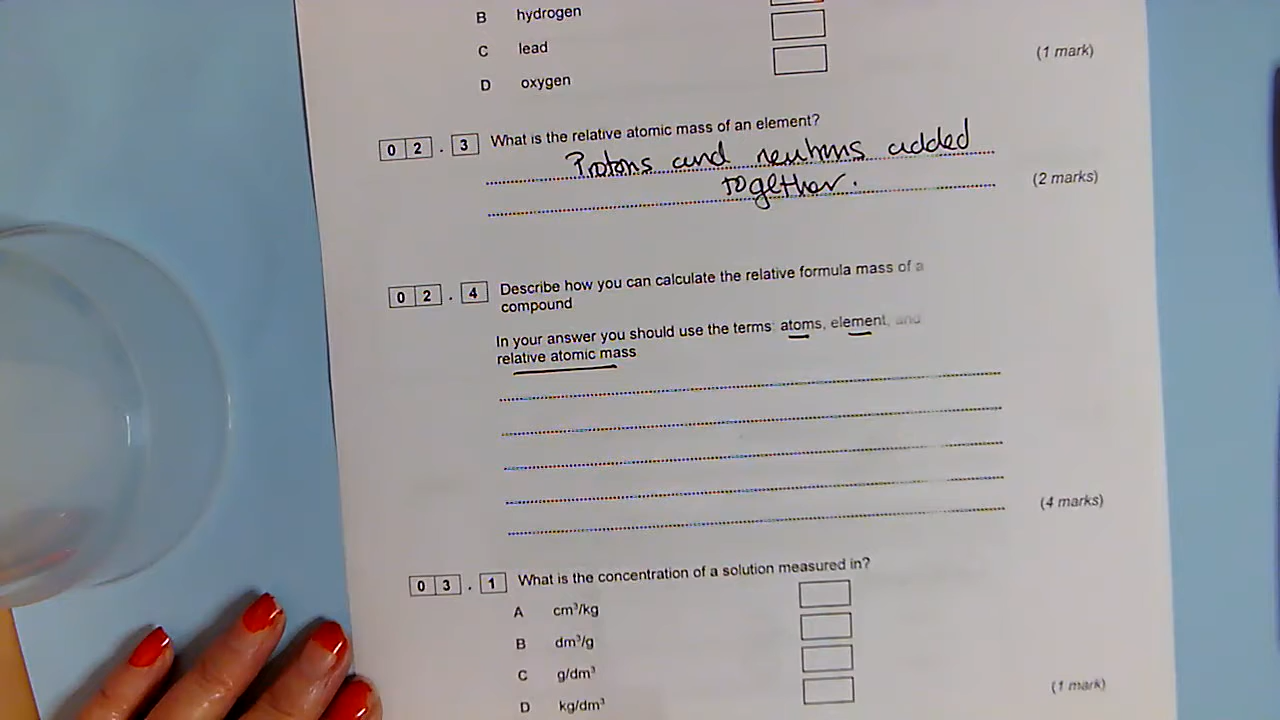 B hydrogen
C lead
(1 mark)
D oxygen
0 2 . 3 What is the relative atomic mass of an element?
Protons and neutrons added
together.
(2 marks)
0 2 . 4 Describe how you can calculate the relative formula mass of a
compound
In your answer you should use the terms: atoms, element, and
relative atomic mass
(4 marks)
0 3 . 1 What is the concentration of a solution measured in?
A cm³/kg
B dm³/g
C g/dm³
(1 mark)
D kg/dm³